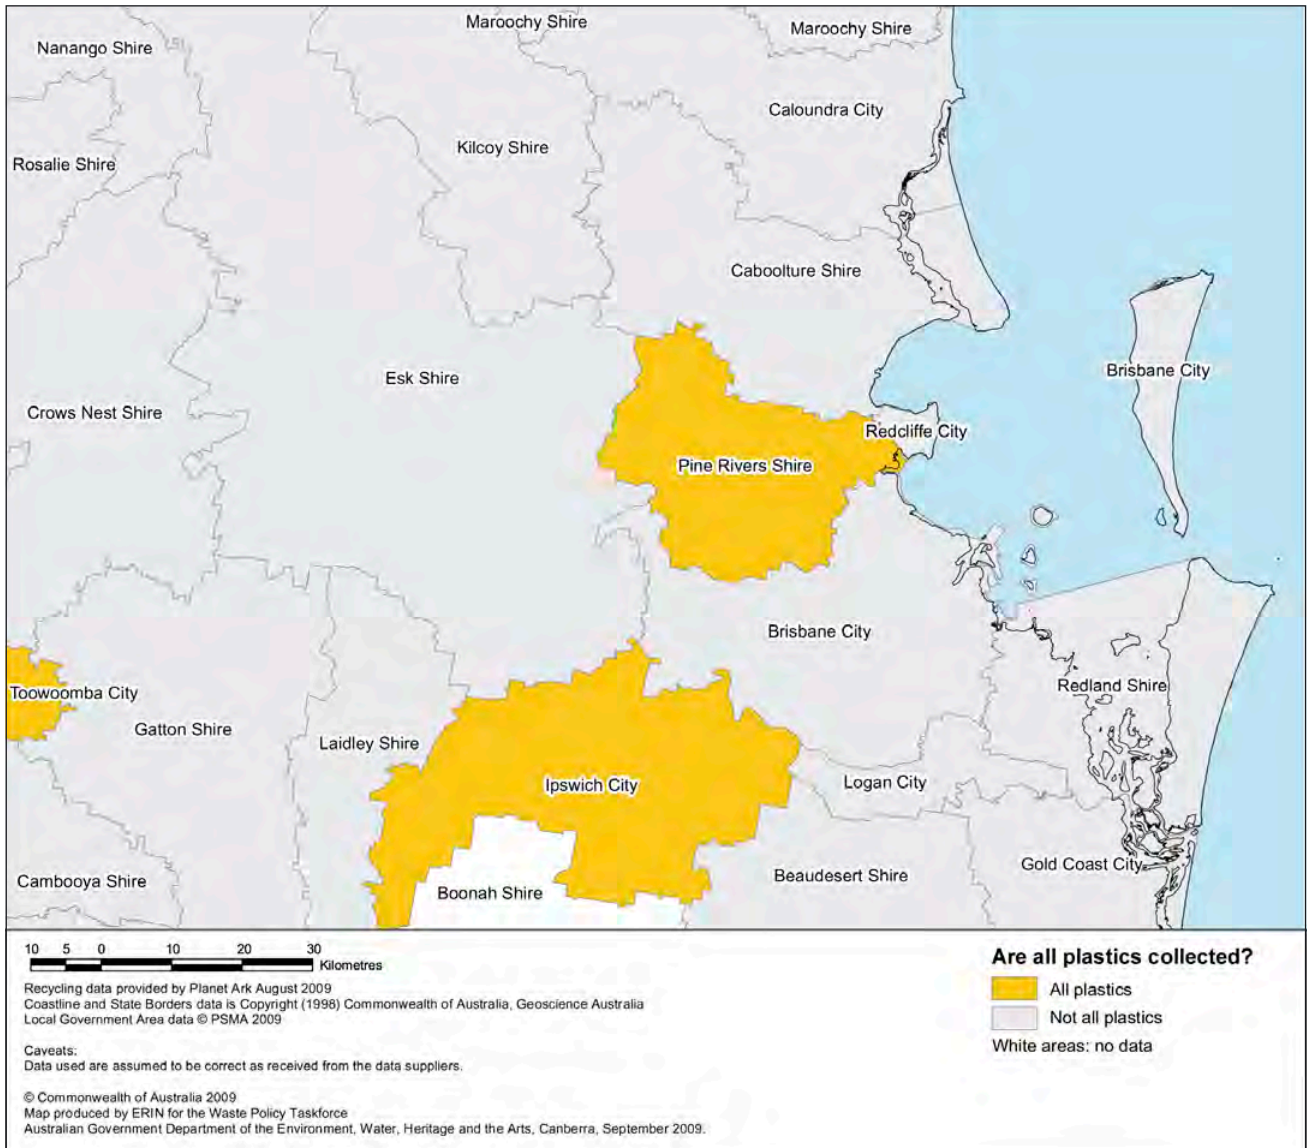 Maroochy Shire
Maroochy Shire
Nanango Shire
Caloundra City
Kilcoy Shire
Rosalie Shire
Caboolture Shire
Brisbane City
Esk Shire
Crows Nest Shire
Redcliffe City
Pine Rivers Shire
Brisbane City
Redland Shire
Toowoomba City
Gatton Shire
Laidley Shire
Ipswich City
Logan City
Gold Coast City
Beaudesert Shire
Cambooya Shire
Boonah Shire
10 5 0 10 20 30
Kilometres
Recycling data provided by Planet Ark August 2009
Coastline and State Borders data is Copyright (1998) Commonwealth of Australia, Geoscience Australia
Local Government Area data © PSMA 2009
Caveats:
Data used are assumed to be correct as received from the data suppliers.
© Commonwealth of Australia 2009
Map produced by ERIN for the Waste Policy Taskforce
Australian Government Department of the Environment, Water, Heritage and the Arts, Canberra, September 2009.
Are all plastics collected?
All plastics
Not all plastics
White areas: no data